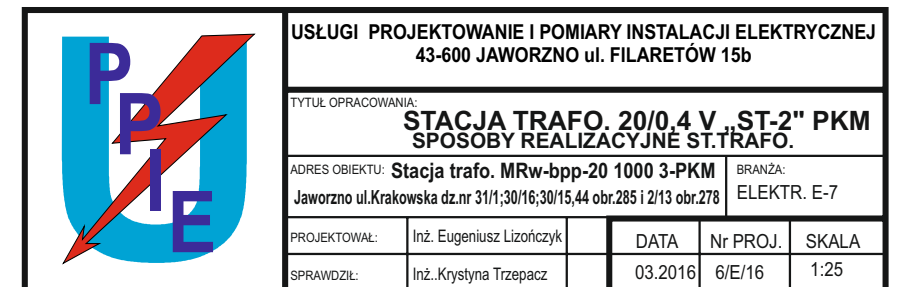 U
P
P
I
E
USŁUGI PROJEKTOWANIE I POMIARY INSTALACJI ELEKTRYCZNEJ
43-600 JAWORZNO ul. FILARETÓW 15b
TYTUŁ OPRACOWANIA:
STACJA TRAFO. 20/0,4 V „ST-2" PKM
SPOSOBY REALIZACYJNE ST.TRAFO.
ADRES OBIEKTU: Stacja trafo. MRw-bpp-20 1000 3-PKM
Jaworzno ul.Krakowska dz.nr 31/1;30/16;30/15,44 obr.285 i 2/13 obr.278
BRANŻA:
ELEKTR. E-7
PROJEKTOWAŁ: Inż. Eugeniusz Lizończyk
SPRAWDZIŁ: Inż..Krystyna Trzepacz
DATA Nr PROJ. SKALA
03.2016 6/E/16 1:25